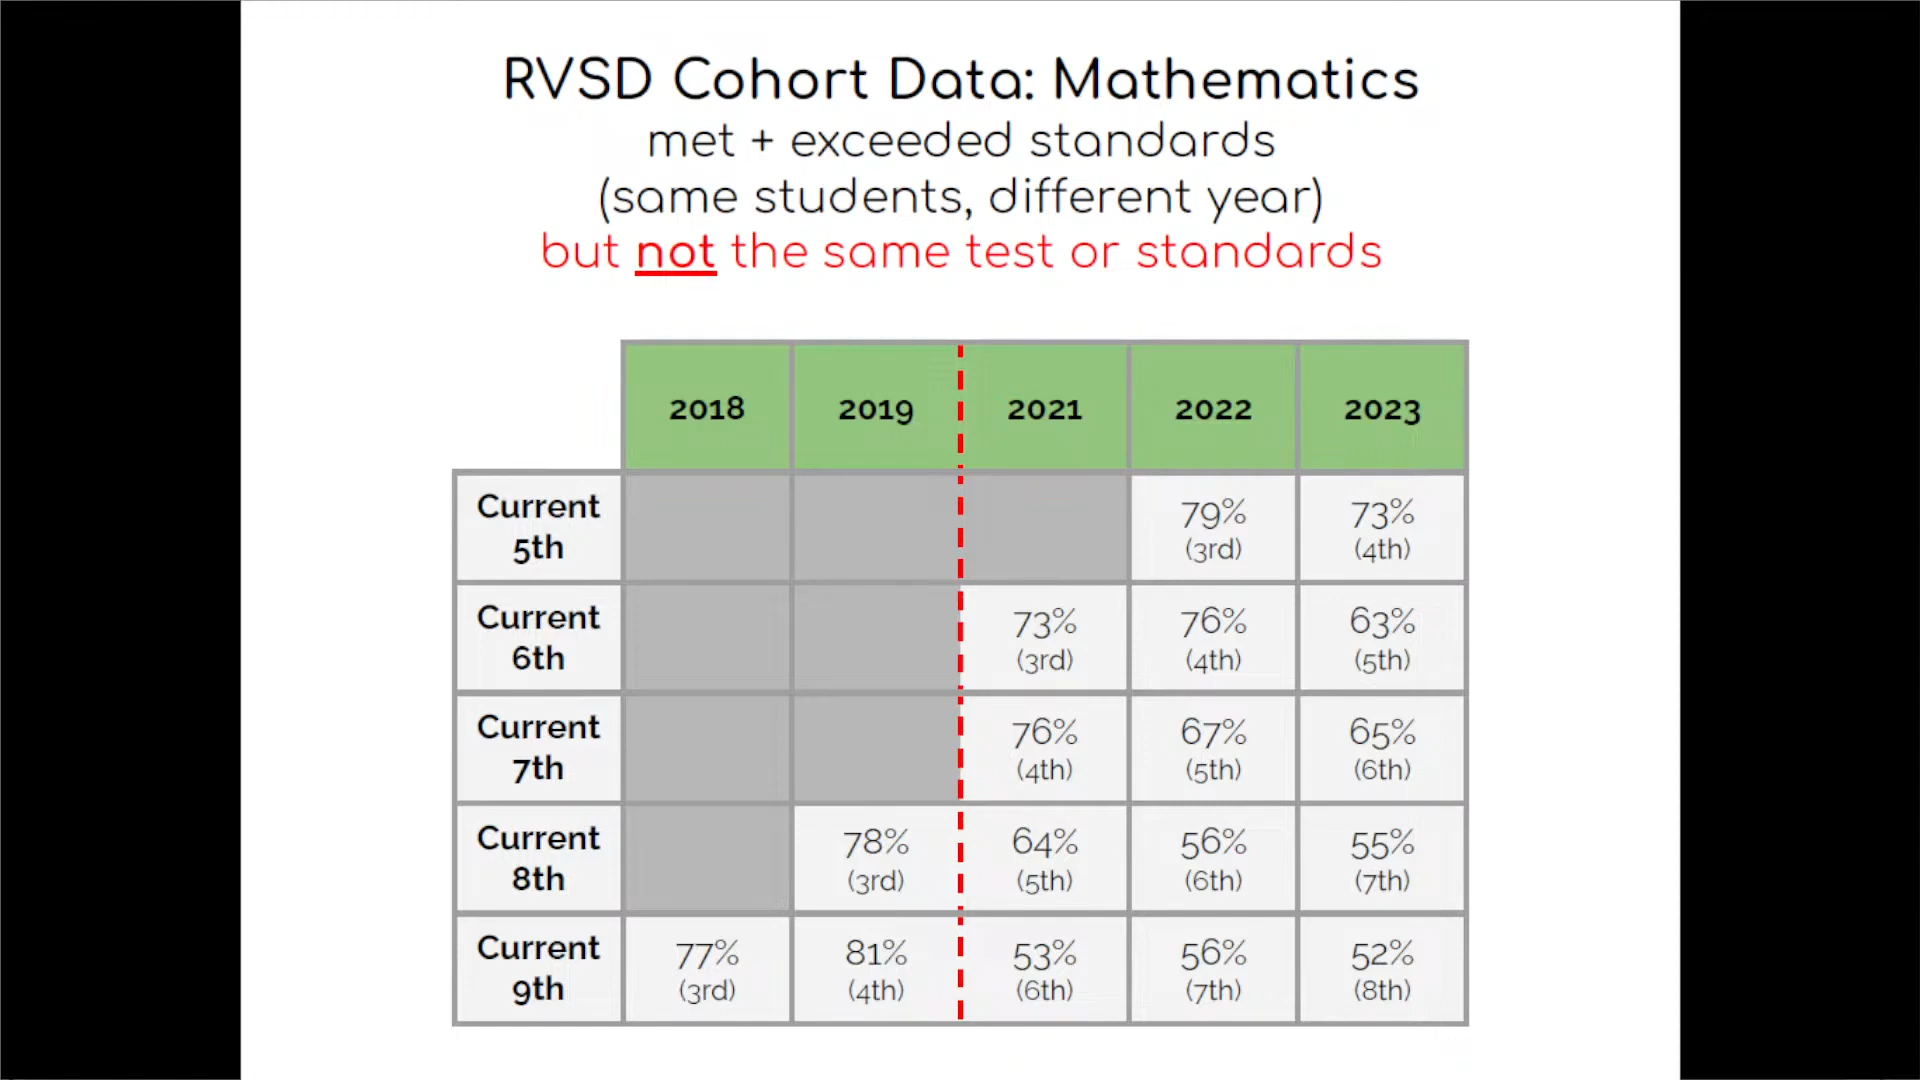 RVSD Cohort Data: Mathematics
met + exceeded standards
(same students, different year)
but not the same test or standards
2018 2019 2021 2022 2023
Current 5th 79% (3rd) 73% (4th)
Current 6th 73% (3rd) 76% (4th) 63% (5th)
Current 7th 76% (4th) 67% (5th) 65% (6th)
Current 8th 78% (3rd) 64% (5th) 56% (6th) 55% (7th)
Current 9th 77% (3rd) 81% (4th) 53% (6th) 56% (7th) 52% (8th)